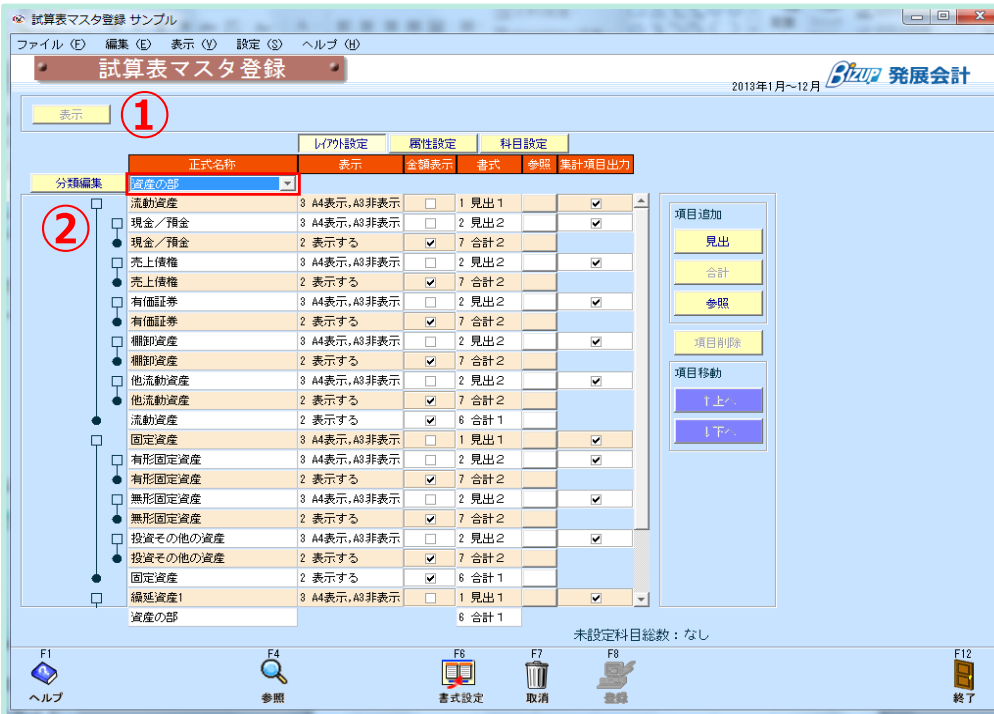 試算表マスタ登録 サンプル
ファイル (F) 編集 (E) 表示 (V) 設定 (S) ヘルプ (H)
試算表マスタ登録
2013年1月～12月 BizUP 発展会計
表示 ①
レイアウト設定 属性設定 科目設定
正式名称 表示 金額表示 書式 参照 集計項目出力
分類編集 資産の部
②
流動資産 3 A4表示,A3非表示 1 見出1
現金／預金 3 A4表示,A3非表示 2 見出2
現金／預金 2 表示する 7 合計2
売上債権 3 A4表示,A3非表示 2 見出2
売上債権 2 表示する 7 合計2
有価証券 3 A4表示,A3非表示 2 見出2
有価証券 2 表示する 7 合計2
棚卸資産 3 A4表示,A3非表示 2 見出2
棚卸資産 2 表示する 7 合計2
他流動資産 3 A4表示,A3非表示 2 見出2
他流動資産 2 表示する 7 合計2
流動資産 2 表示する 6 合計1
固定資産 3 A4表示,A3非表示 1 見出1
有形固定資産 3 A4表示,A3非表示 2 見出2
有形固定資産 2 表示する 7 合計2
無形固定資産 3 A4表示,A3非表示 2 見出2
無形固定資産 2 表示する 7 合計2
投資その他の資産 3 A4表示,A3非表示 2 見出2
投資その他の資産 2 表示する 7 合計2
固定資産 2 表示する 6 合計1
繰延資産1 3 A4表示,A3非表示 1 見出1
資産の部 6 合計1
項目追加
見出
合計
参照
項目削除
項目移動
↑上へ
↓下へ
未設定科目総数：なし
F1 F4 F6 F7 F8 F12
ヘルプ 参照 書式設定 取消 登録 終了